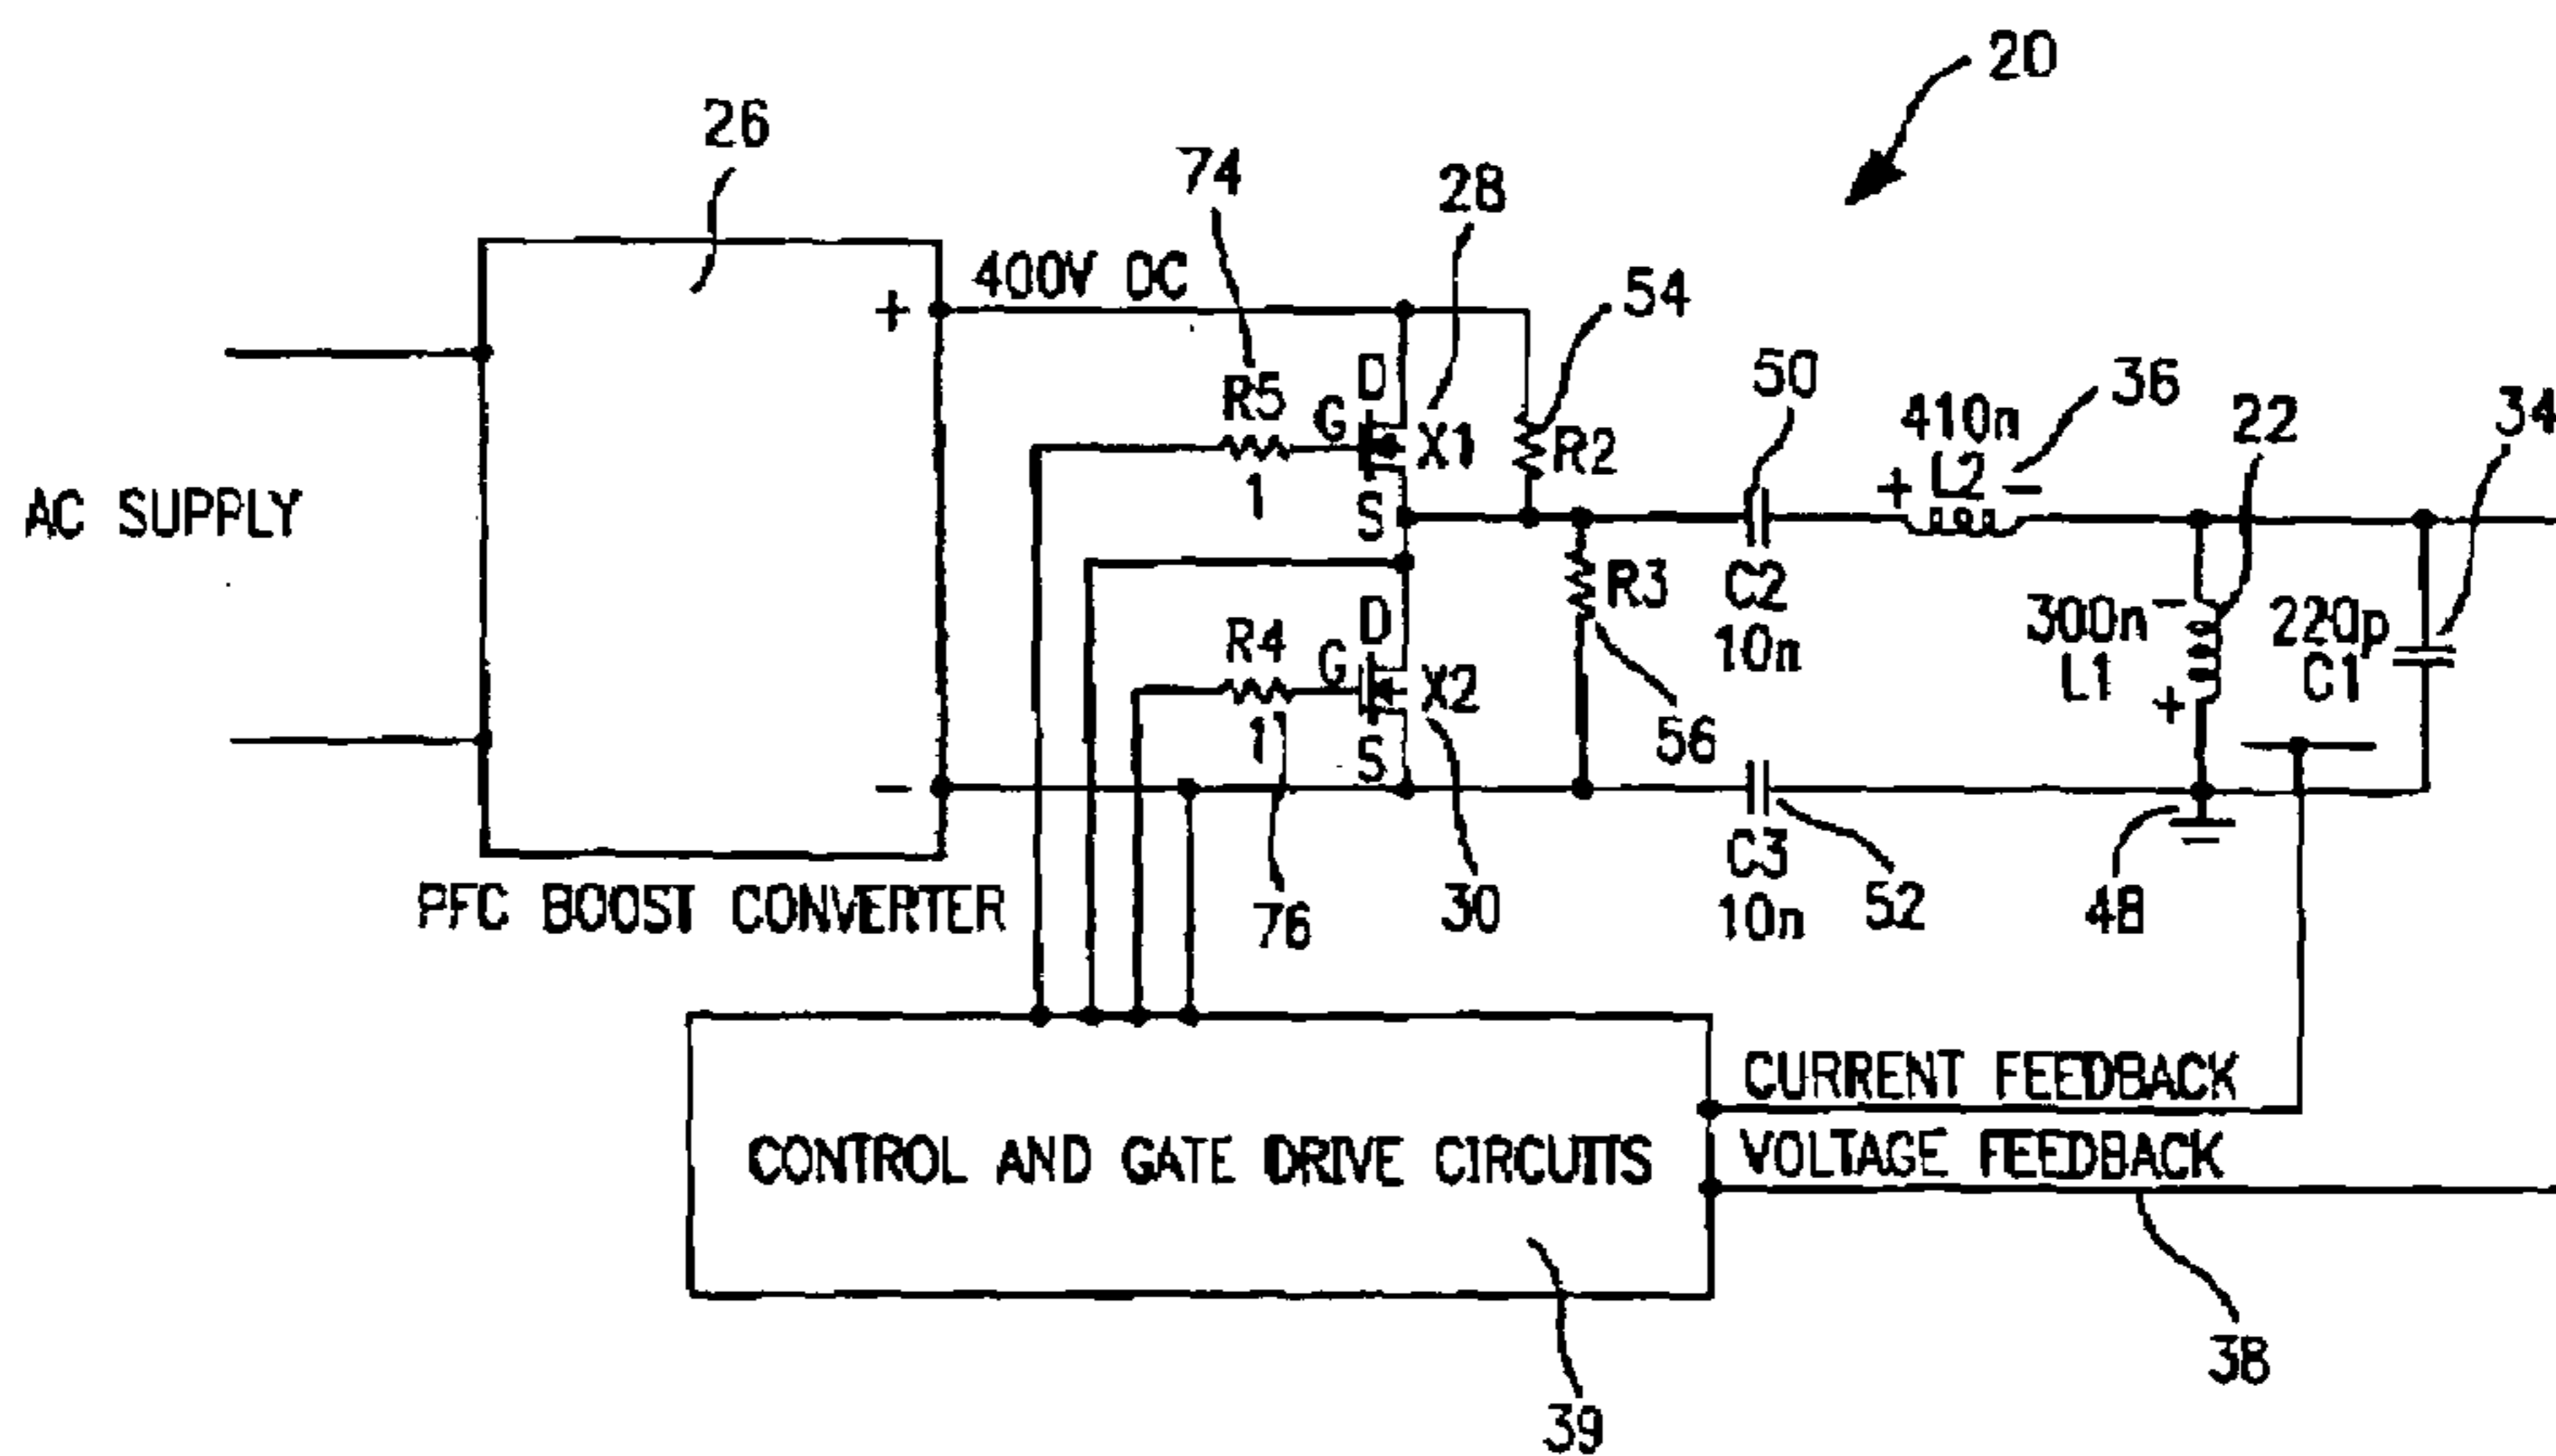 20
26
74
28
400V DC
54
+
50
36
34
D
R5
410n
22
G
X1
R2
L2
+
-
1
S
AC SUPPLY
R3
C2
10n
300n
L1
-
+
220p
C1
D
R4
G
X2
1
S
56
-
C3
10n
52
48
PFC BOOST CONVERTER
76
30
CURRENT FEEDBACK
CONTROL AND GATE DRIVE CIRCUITS
VOLTAGE FEEDBACK
38
39